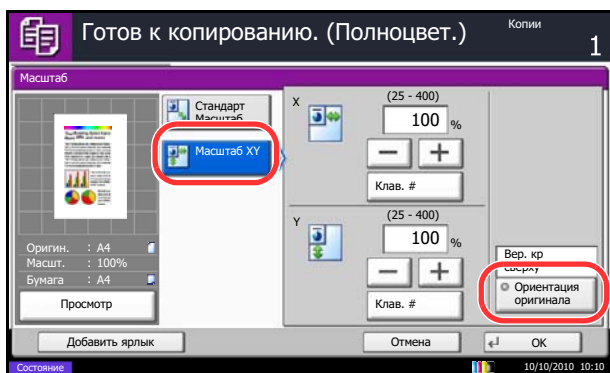 Готов к копированию. (Полноцвет.)
Копии
1
Масштаб
Стандарт
Масштаб
Масштаб XY
X
(25 - 400)
100 %
Клав. #
Y
(25 - 400)
100 %
Клав. #
Оригин. : A4
Масшт. : 100%
Бумага : A4
Просмотр
Вер. кр
сверху
Ориентация
оригинала
Добавить ярлык
Отмена
OK
Состояние
10/10/2010 10:10